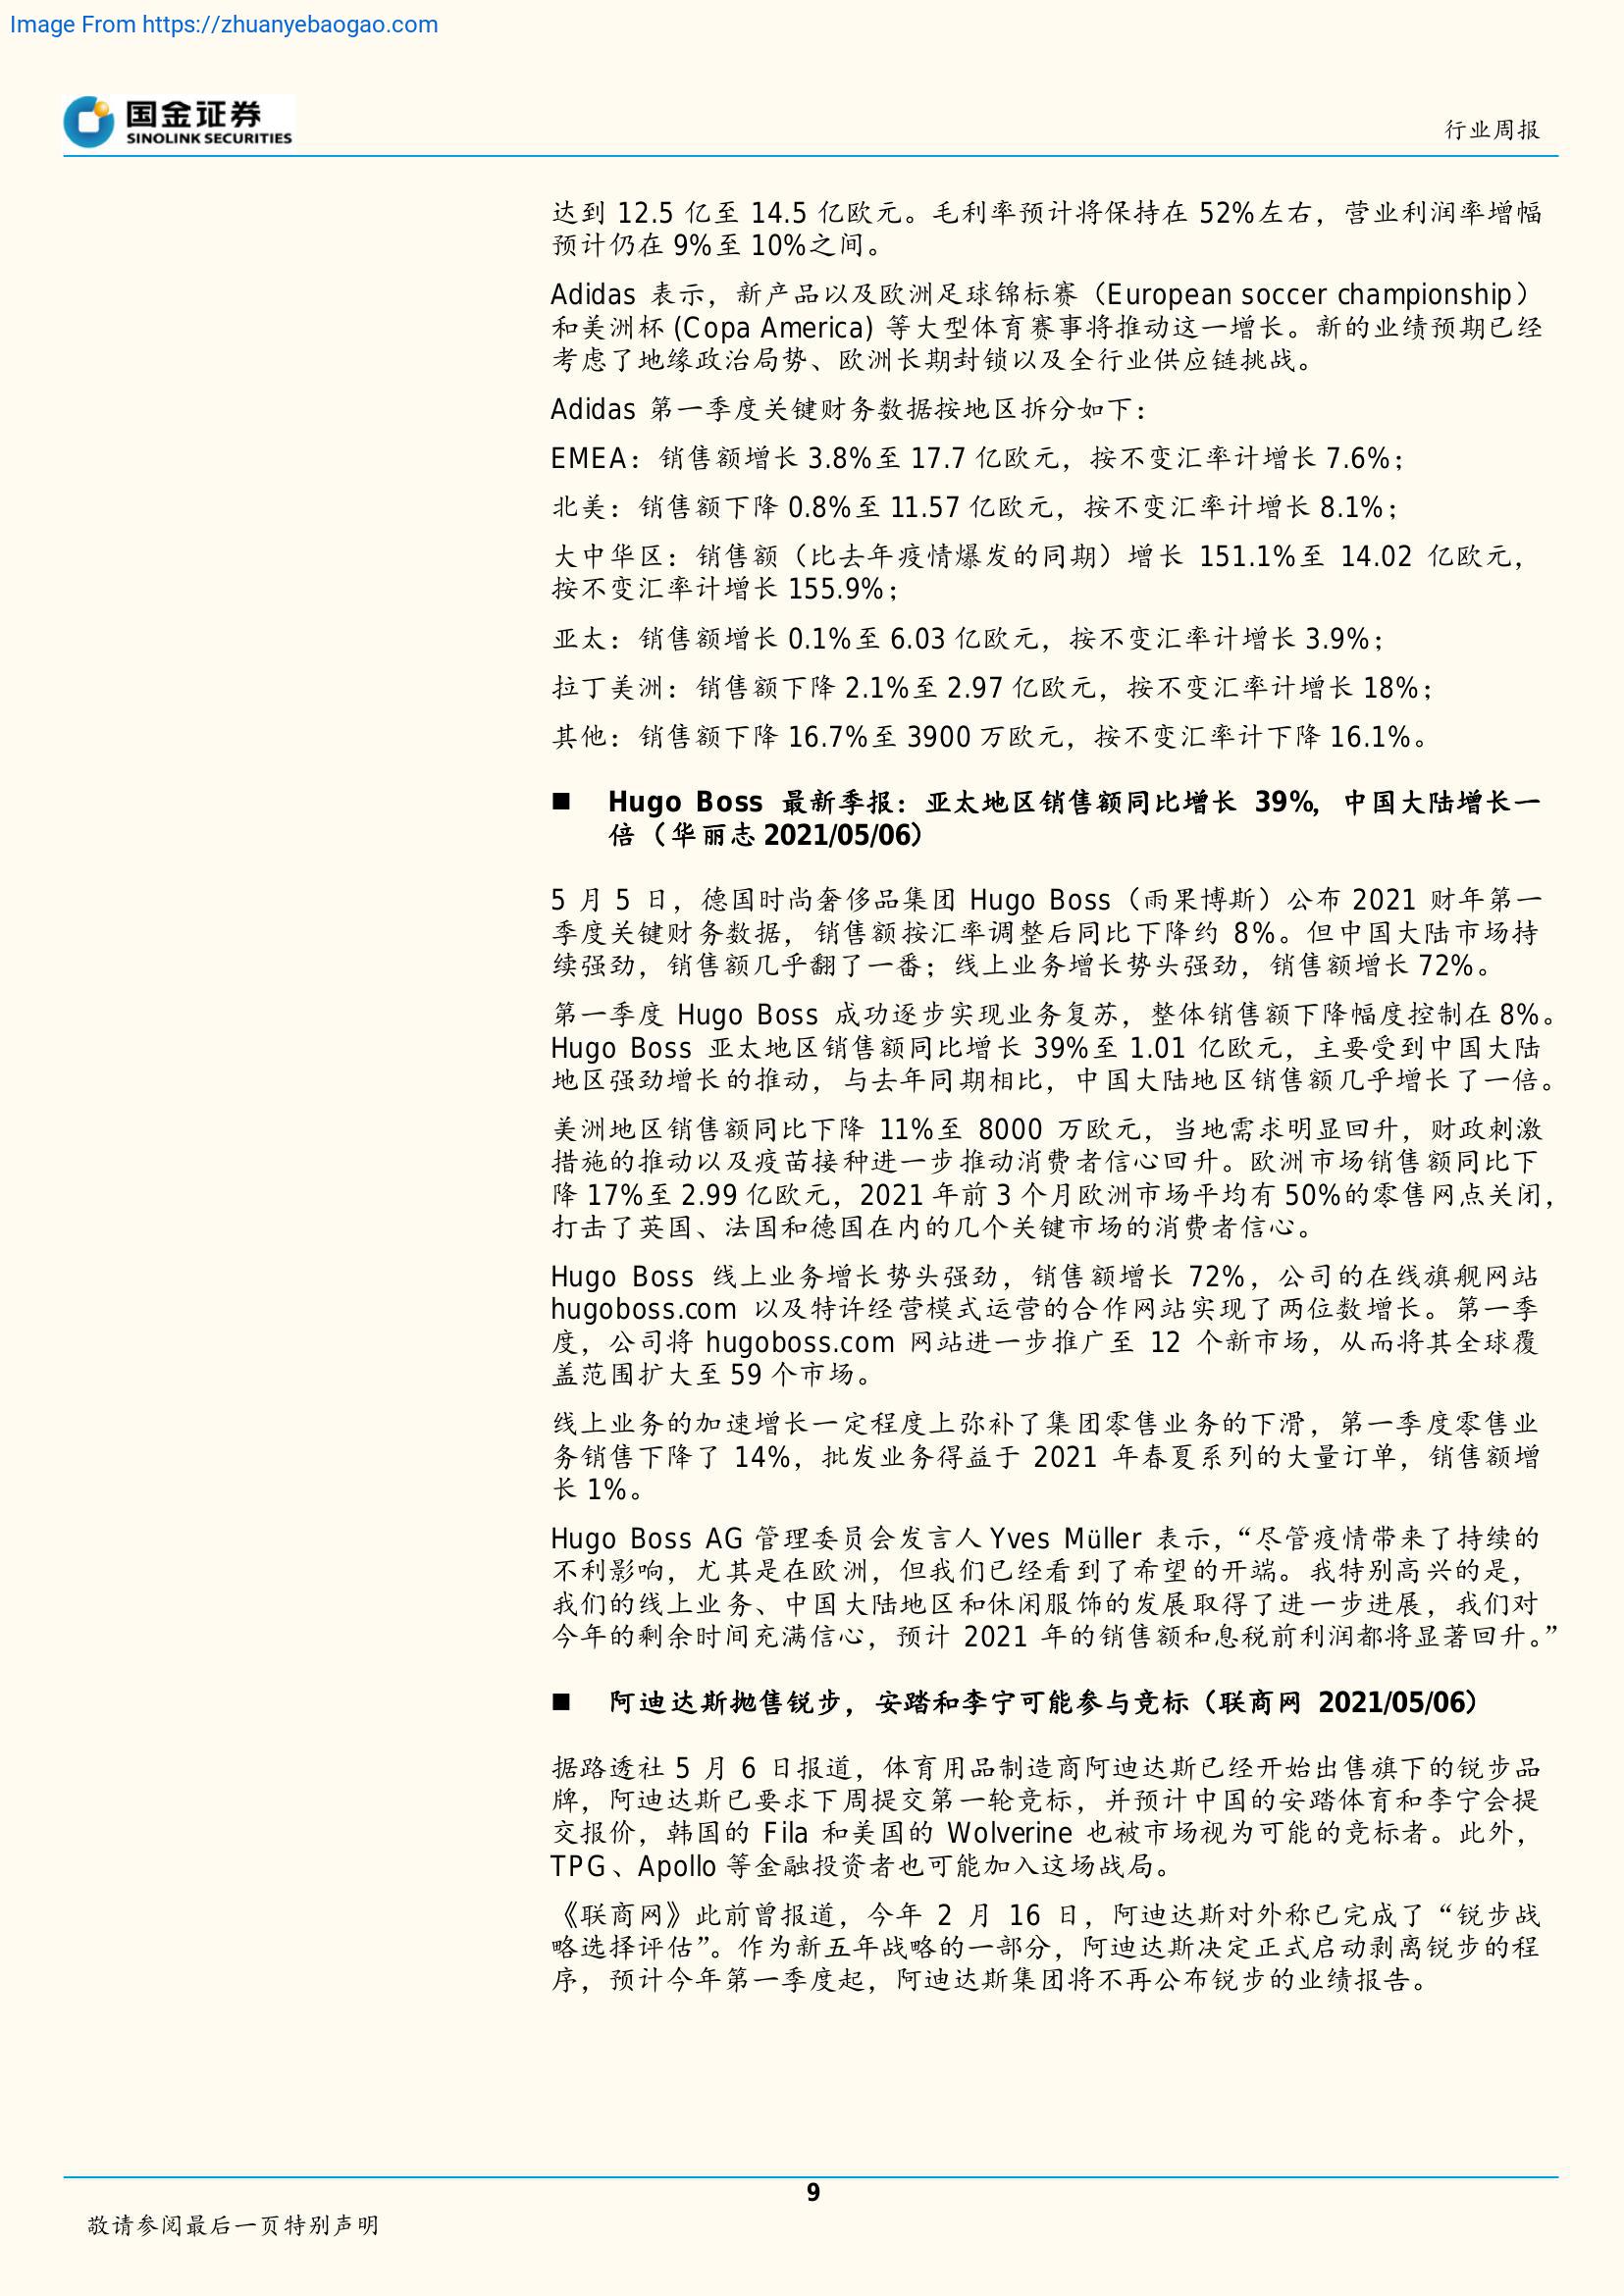 Image From https://zhuanyebaogao.com
国金证券
SINOLINK SECURITIES
行业周报
达到 12.5 亿至 14.5 亿欧元。毛利率预计将保持在 52%左右，营业利润率增幅
预计仍在 9%至 10%之间。
Adidas 表示，新产品以及欧洲足球锦标赛（European soccer championship）
和美洲杯 (Copa America) 等大型体育赛事将推动这一增长。新的业绩预期已经
考虑了地缘政治局势、欧洲长期封锁以及全行业供应链挑战。
Adidas 第一季度关键财务数据按地区拆分如下：
EMEA：销售额增长 3.8%至 17.7 亿欧元，按不变汇率计增长 7.6%；
北美：销售额下降 0.8%至 11.57 亿欧元，按不变汇率计增长 8.1%；
大中华区：销售额（比去年疫情爆发的同期）增长 151.1%至 14.02 亿欧元，
按不变汇率计增长 155.9%；
亚太：销售额增长 0.1%至 6.03 亿欧元，按不变汇率计增长 3.9%；
拉丁美洲：销售额下降 2.1%至 2.97 亿欧元，按不变汇率计增长 18%；
其他：销售额下降 16.7%至 3900 万欧元，按不变汇率计下降 16.1%。
■ Hugo Boss 最新季报：亚太地区销售额同比增长 39%，中国大陆增长一
倍（华丽志 2021/05/06）
5 月 5 日，德国时尚奢侈品集团 Hugo Boss（雨果博斯）公布 2021 财年第一
季度关键财务数据，销售额按汇率调整后同比下降约 8%。但中国大陆市场持
续强劲，销售额几乎翻了一番；线上业务增长势头强劲，销售额增长 72%。
第一季度 Hugo Boss 成功逐步实现业务复苏，整体销售额下降幅度控制在 8%。
Hugo Boss 亚太地区销售额同比增长 39%至 1.01 亿欧元，主要受到中国大陆
地区强劲增长的推动，与去年同期相比，中国大陆地区销售额几乎增长了一倍。
美洲地区销售额同比下降 11%至 8000 万欧元，当地需求明显回升，财政刺激
措施的推动以及疫苗接种进一步推动消费者信心回升。欧洲市场销售额同比下
降 17%至 2.99 亿欧元，2021 年前 3 个月欧洲市场平均有 50%的零售网点关闭，
打击了英国、法国和德国在内的几个关键市场的消费者信心。
Hugo Boss 线上业务增长势头强劲，销售额增长 72%，公司的在线旗舰网站
hugoboss.com 以及特许经营模式运营的合作网站实现了两位数增长。第一季
度，公司将 hugoboss.com 网站进一步推广至 12 个新市场，从而将其全球覆
盖范围扩大至 59 个市场。
线上业务的加速增长一定程度上弥补了集团零售业务的下滑，第一季度零售业
务销售下降了 14%，批发业务得益于 2021 年春夏系列的大量订单，销售额增
长 1%。
Hugo Boss AG 管理委员会发言人 Yves Müller 表示，“尽管疫情带来了持续的
不利影响，尤其是在欧洲，但我们已经看到了希望的开端。我特别高兴的是，
我们的线上业务、中国大陆地区和休闲服饰的发展取得了进一步进展，我们对
今年的剩余时间充满信心，预计 2021 年的销售额和息税前利润都将显著回升。”
■ 阿迪达斯抛售锐步，安踏和李宁可能参与竞标（联商网 2021/05/06）
据路透社 5 月 6 日报道，体育用品制造商阿迪达斯已经开始出售旗下的锐步品
牌，阿迪达斯已要求下周提交第一轮竞标，并预计中国的安踏体育和李宁会提
交报价，韩国的 Fila 和美国的 Wolverine 也被市场视为可能的竞标者。此外，
TPG、Apollo 等金融投资者也可能加入这场战局。
《联商网》此前曾报道，今年 2 月 16 日，阿迪达斯对外称已完成了“锐步战
略选择评估”。作为新五年战略的一部分，阿迪达斯决定正式启动剥离锐步的程
序，预计今年第一季度起，阿迪达斯集团将不再公布锐步的业绩报告。
9
敬请参阅最后一页特别声明